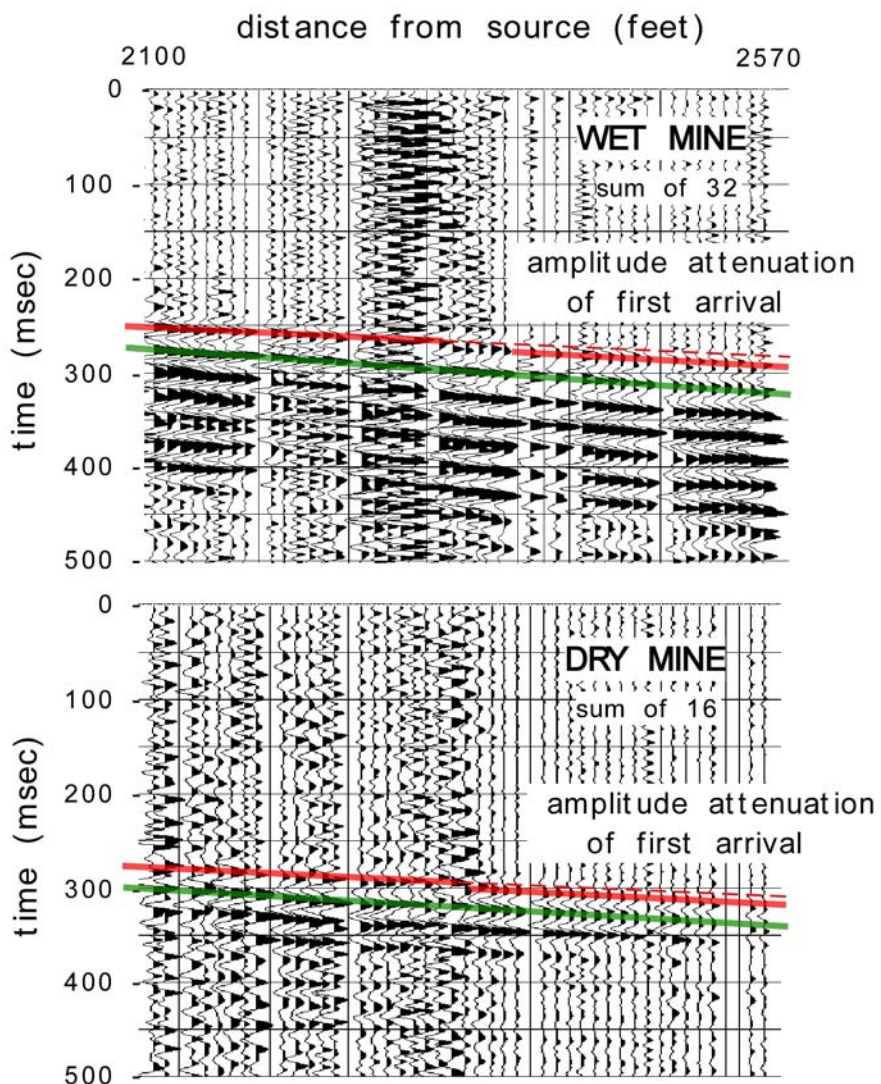 distance from source (feet)
2100 2570
0
WET MINE
100
sum of 32
200
amplitude attenuation
of first arrival
300
400
500
time (msec)
0
DRY MINE
100
sum of 16
200
amplitude attenuation
of first arrival
300
400
500
time (msec)